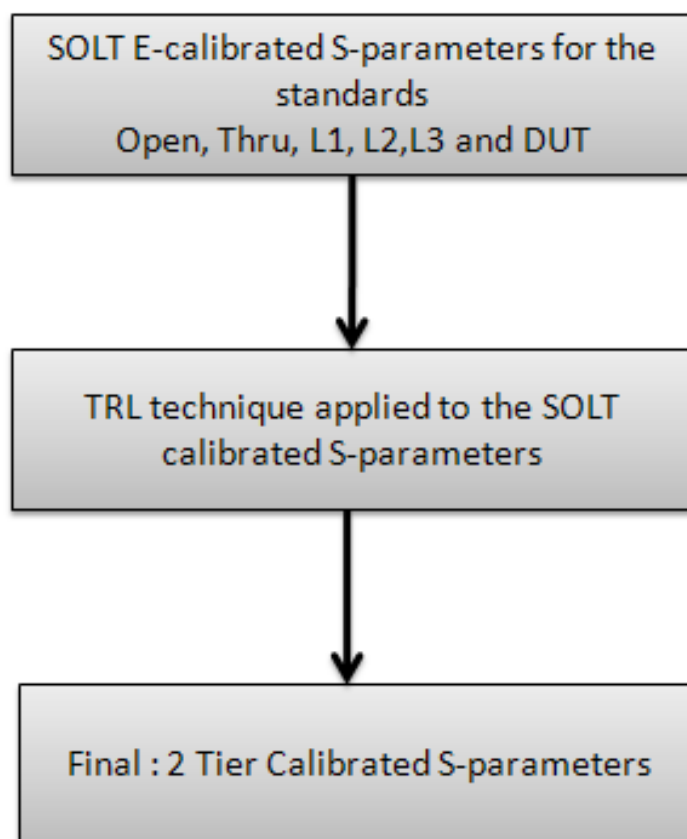 SOLT E-calibrated S-parameters for the
standards
Open, Thru, L1, L2,L3 and DUT
TRL technique applied to the SOLT
calibrated S-parameters
Final : 2 Tier Calibrated S-parameters